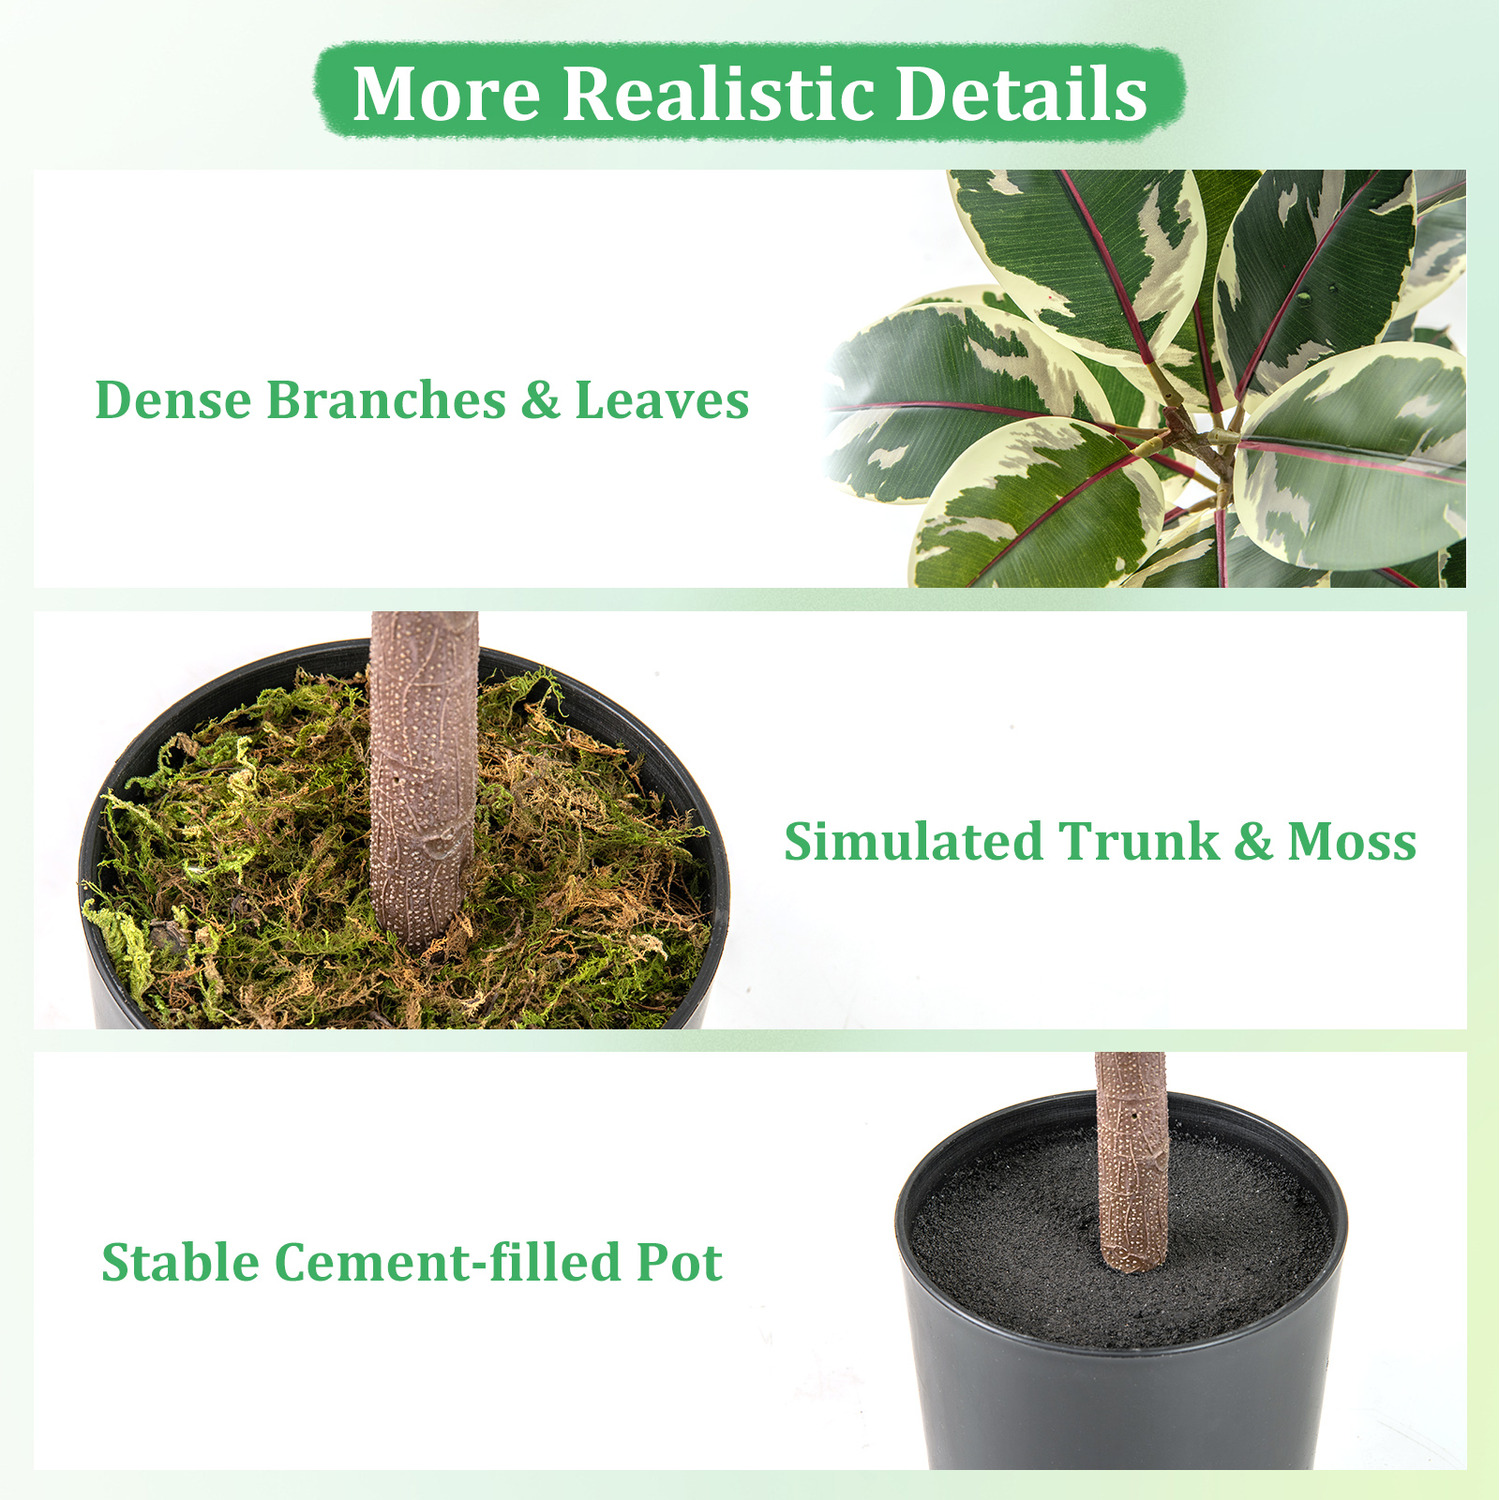 More Realistic Details
Dense Branches & Leaves
Simulated Trunk & Moss
Stable Cement-filled Pot